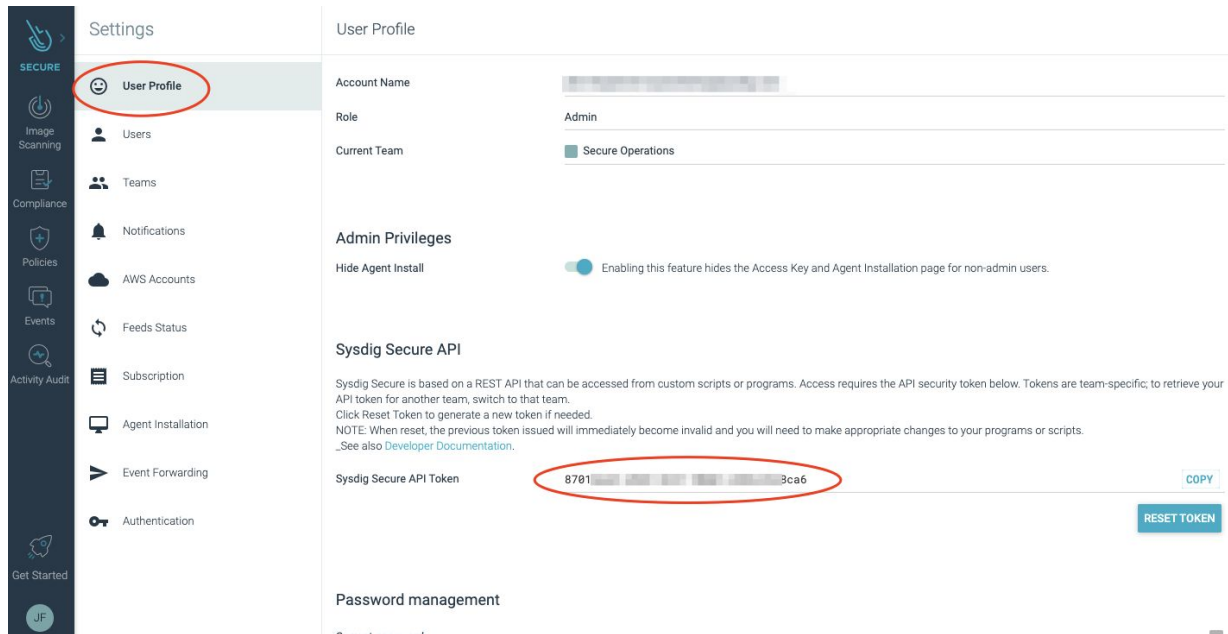 SECURE
Image
Scanning
Compliance
Policies
Events
Activity Audit
Get Started
JF
Settings
User Profile
Users
Teams
Notifications
AWS Accounts
Feeds Status
Subscription
Agent Installation
Event Forwarding
Authentication
User Profile
Account Name
Role Admin
Current Team Secure Operations
Admin Privileges
Hide Agent Install Enabling this feature hides the Access Key and Agent Installation page for non-admin users.
Sysdig Secure API
Sysdig Secure is based on a REST API that can be accessed from custom scripts or programs. Access requires the API security token below. Tokens are team-specific; to retrieve your
API token for another team, switch to that team.
Click Reset Token to generate a new token if needed.
NOTE: When reset, the previous token issued will immediately become invalid and you will need to make appropriate changes to your programs or scripts.
_See also Developer Documentation.
Sysdig Secure API Token 8701 8ca6 COPY
RESET TOKEN
Password management